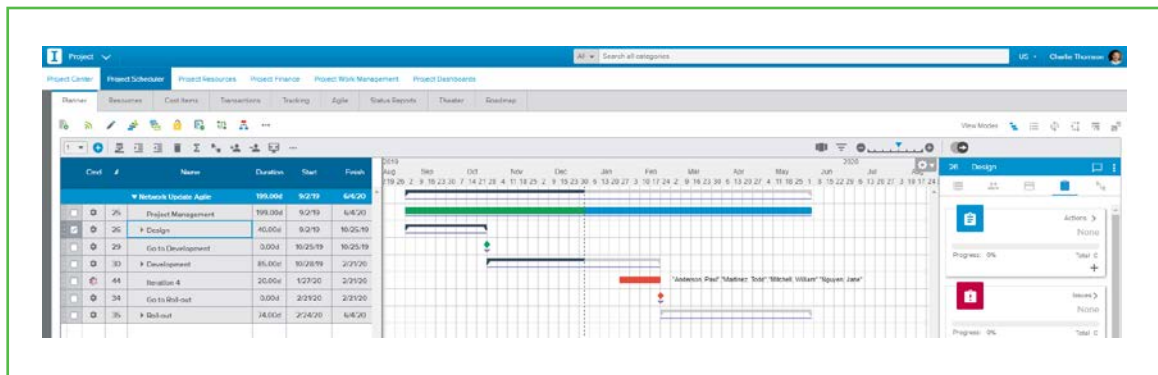 Project
All
Search all categories
US
Charlie Thomson
Project Center
Project Scheduler
Project Resources
Project Finance
Project Work Management
Project Dashboards
Planner
Resources
Cost Items
Transactions
Tracking
Agile
Status Reports
Theater
Roadmap
View Modes
1
Cmd # Name Duration Start Finish
Network Update Agile 199.00d 9/2/19 6/4/20
25 Project Management 199.00d 9/2/19 6/4/20
26 Design 40.00d 9/2/19 10/25/19
29 Go to Development 0.00d 10/25/19 10/25/19
30 Development 85.00d 10/28/19 2/21/20
44 Iteration 4 20.00d 1/27/20 2/21/20
34 Go to Roll-out 0.00d 2/21/20 2/21/20
35 Roll-out 74.00d 2/24/20 6/4/20
2019 2020
Aug Sep Oct Nov Dec Jan Feb Mar Apr May Jun Jul Aug
"Anderson, Paul" "Martinez, Todd" "Mitchell, William" "Nguyen, Jane"
26 Design
Actions
None
Progress: 0%
Total: 0
Issues
None
Progress: 0%
Total: 0